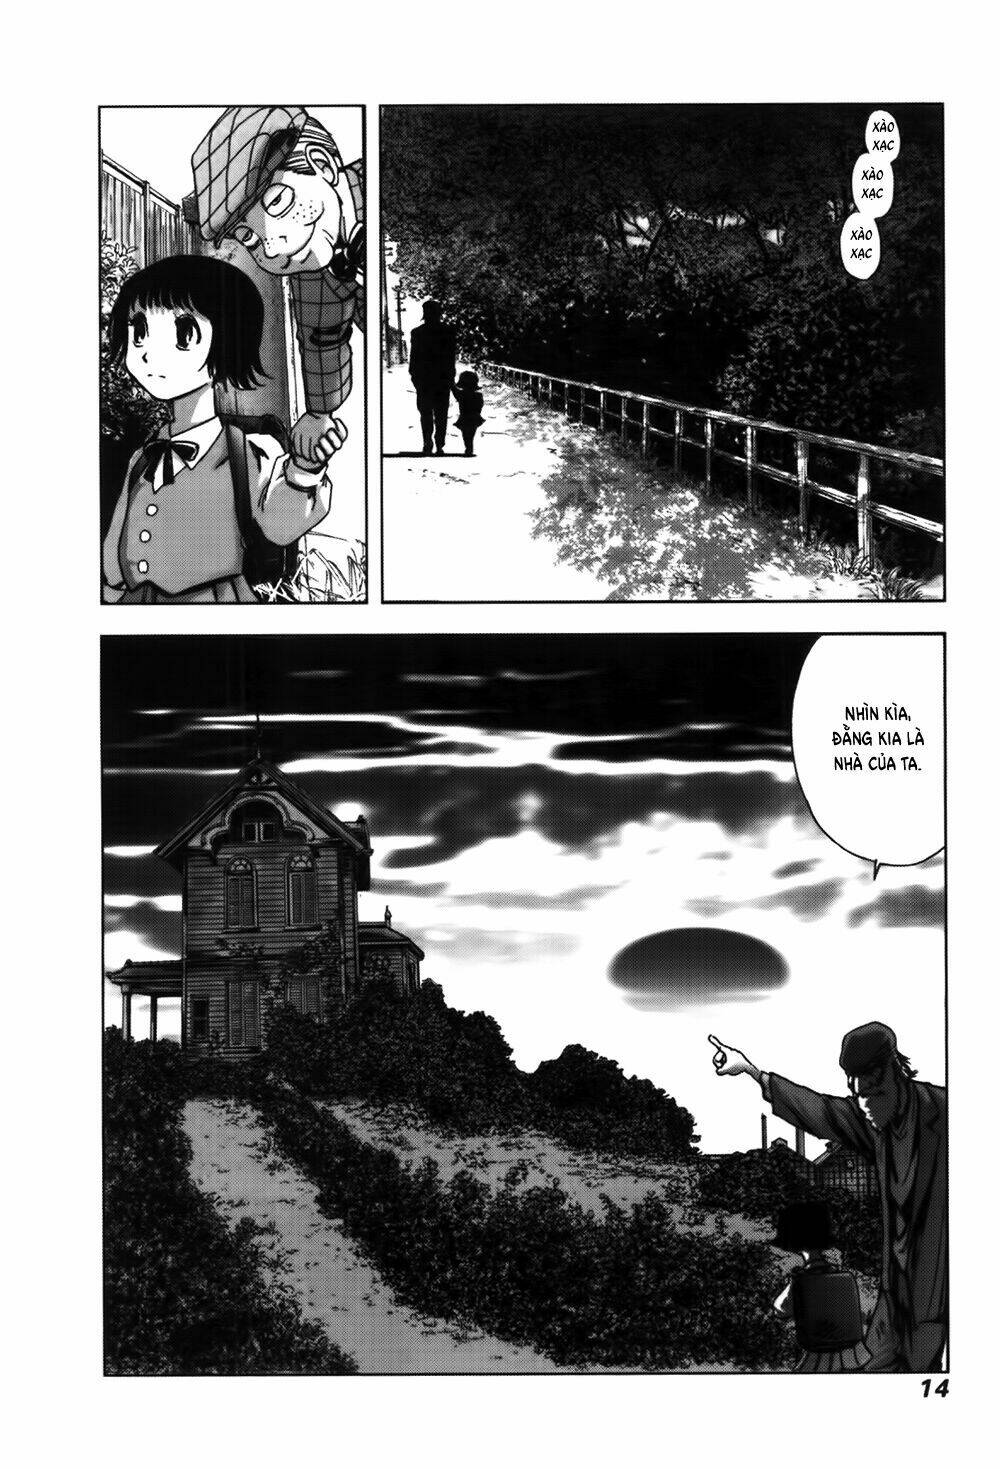 XÀO
XẠC
XÀO
XẠC
XÀO
XẠC
NHÌN KÌA,
ĐẰNG KIA LÀ
NHÀ CỦA TA.
14